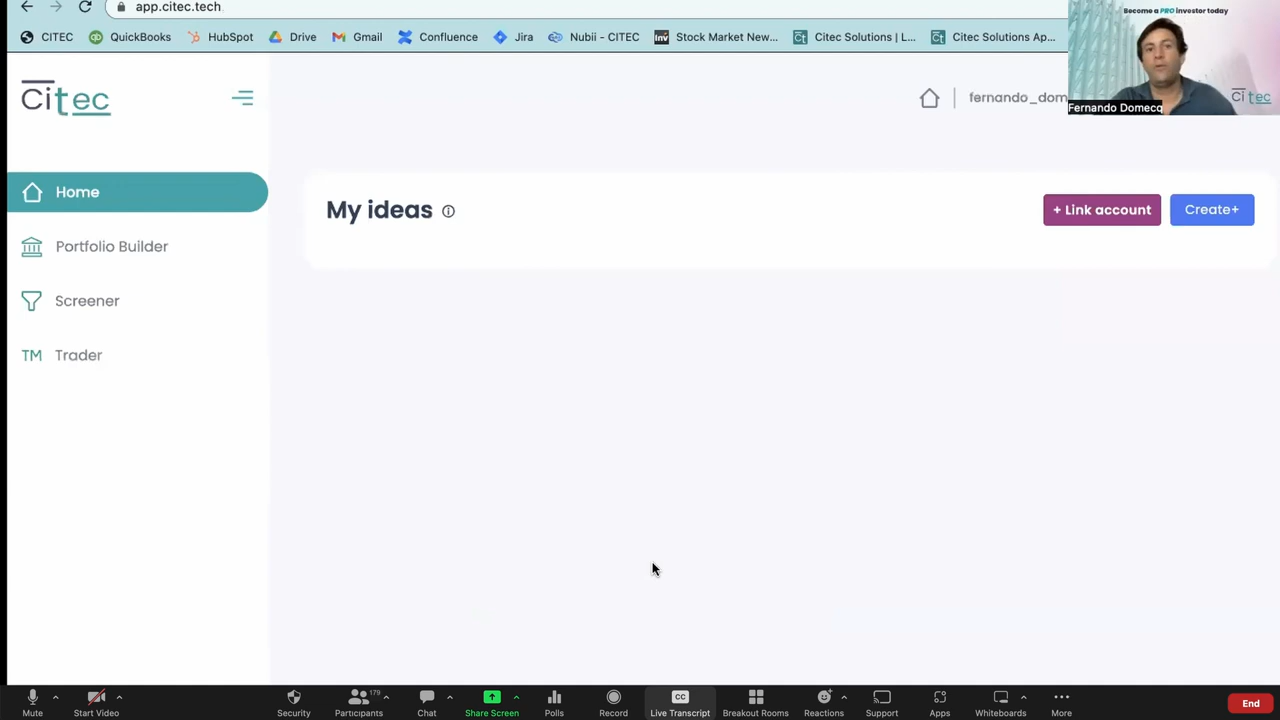 app.citec.tech
Become a PRO investor today
CITEC QuickBooks HubSpot Drive Gmail Confluence Jira Nubii - CITEC Stock Market New... Citec Solutions | L... Citec Solutions Ap...
Citec
Fernando Domecq
Citec
fernando_dom
Home
My ideas
+ Link account
Create+
Portfolio Builder
Screener
TM Trader
Mute
Start Video
Security
179
Participants
Chat
Share Screen
Polls
Record
CC
Live Transcript
Breakout Rooms
Reactions
Support
Apps
Whiteboards
More
End